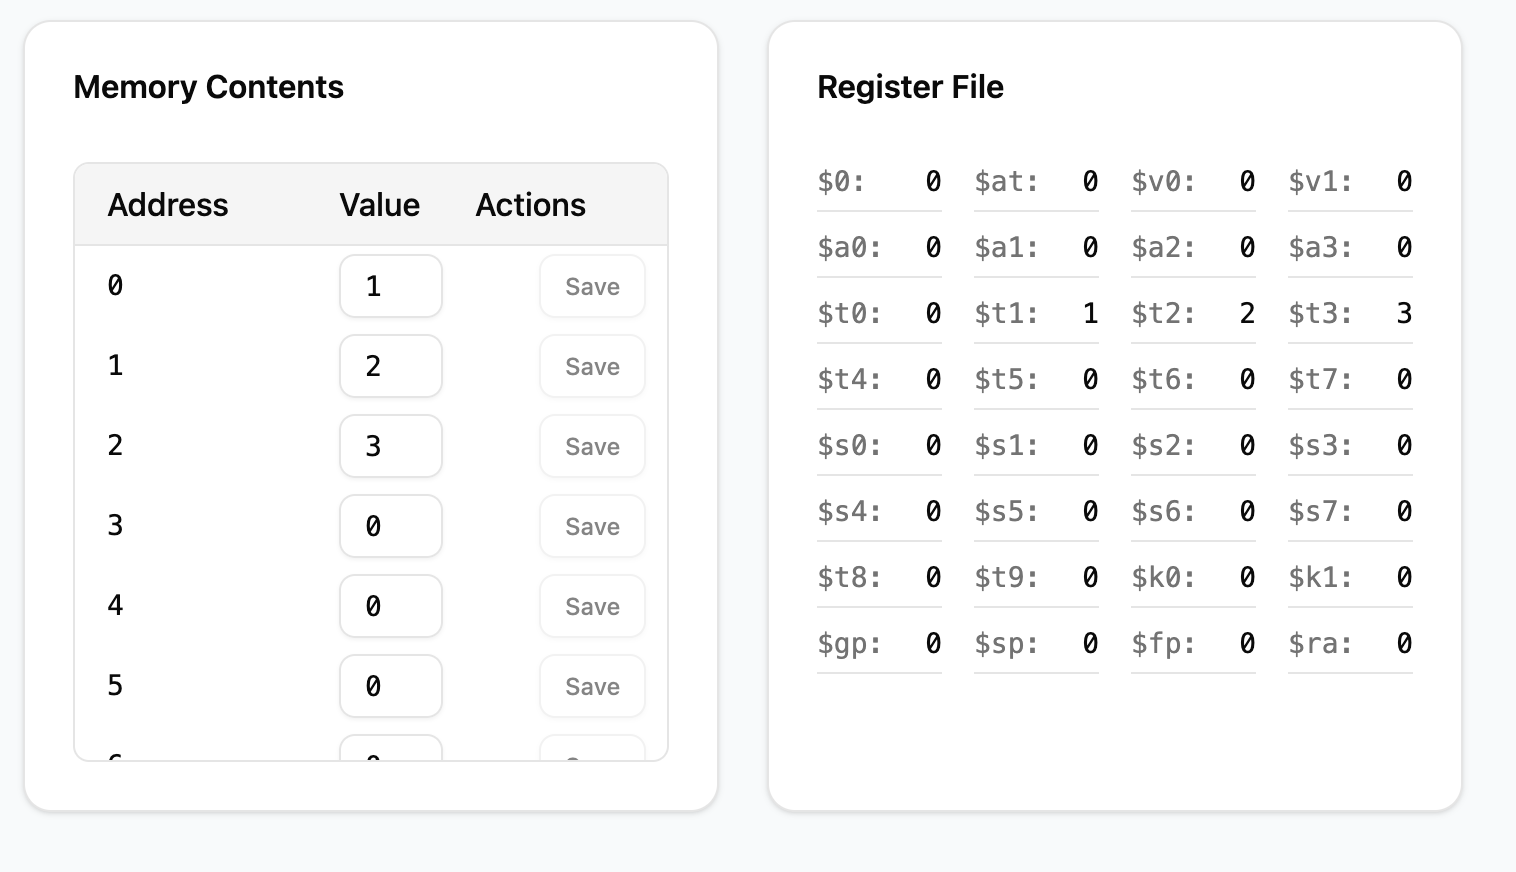 Memory Contents
Address Value Actions
0 1 Save
1 2 Save
2 3 Save
3 0 Save
4 0 Save
5 0 Save
Register File
$0: 0 $at: 0 $v0: 0 $v1: 0
$a0: 0 $a1: 0 $a2: 0 $a3: 0
$t0: 0 $t1: 1 $t2: 2 $t3: 3
$t4: 0 $t5: 0 $t6: 0 $t7: 0
$s0: 0 $s1: 0 $s2: 0 $s3: 0
$s4: 0 $s5: 0 $s6: 0 $s7: 0
$t8: 0 $t9: 0 $k0: 0 $k1: 0
$gp: 0 $sp: 0 $fp: 0 $ra: 0